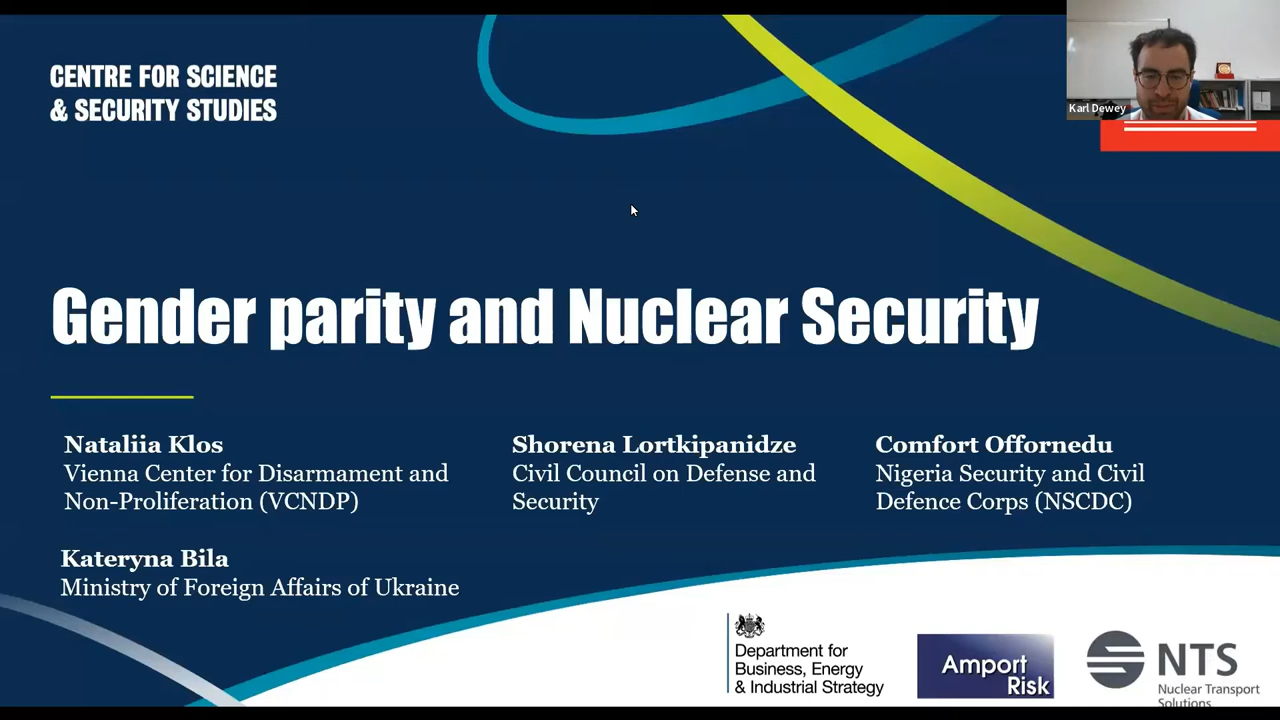 CENTRE FOR SCIENCE
& SECURITY STUDIES
Karl Dewey
Gender parity and Nuclear Security
Nataliia Klos
Vienna Center for Disarmament and
Non-Proliferation (VCNDP)
Shorena Lortkipanidze
Civil Council on Defense and
Security
Comfort Offornedu
Nigeria Security and Civil
Defence Corps (NSCDC)
Kateryna Bila
Ministry of Foreign Affairs of Ukraine
Department for
Business, Energy
& Industrial Strategy
Amport
Risk
NTS
Nuclear Transport
Solutions